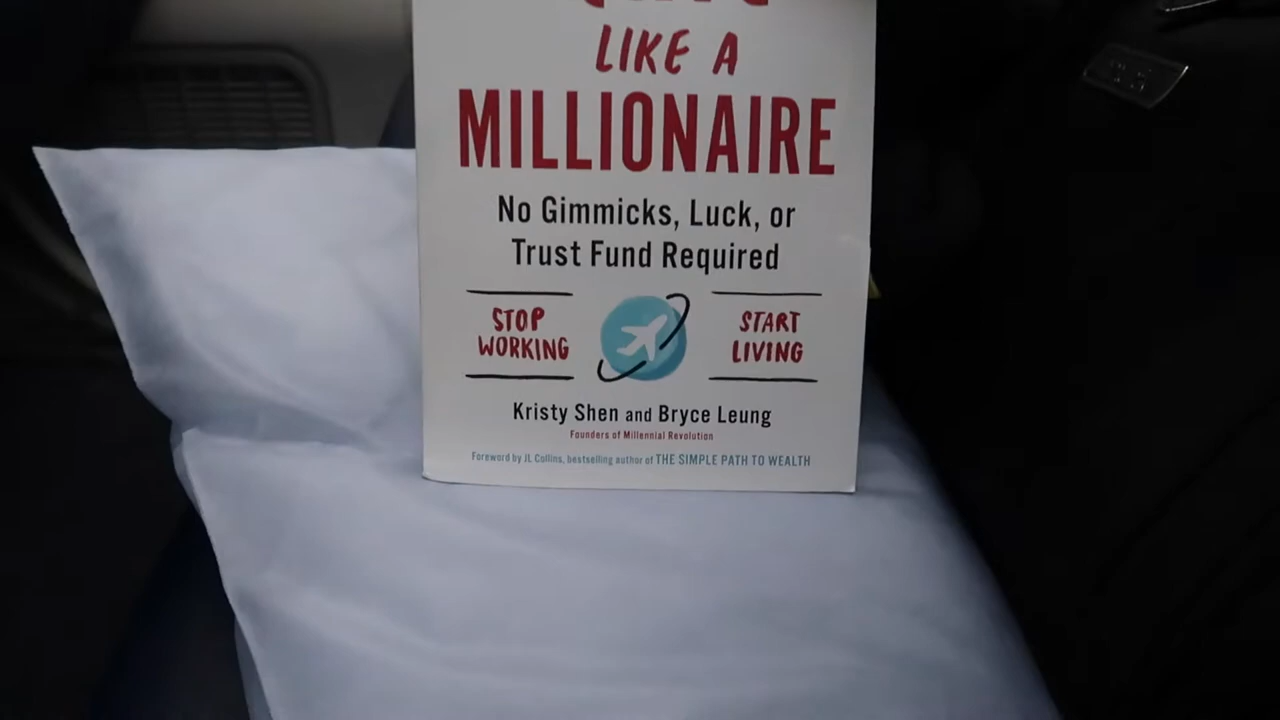 LIKE A
MILLIONAIRE
No Gimmicks, Luck, or
Trust Fund Required
STOP
WORKING
START
LIVING
Kristy Shen and Bryce Leung
Founders of Millennial Revolution
Foreword by JL Collins, bestselling author of THE SIMPLE PATH TO WEALTH